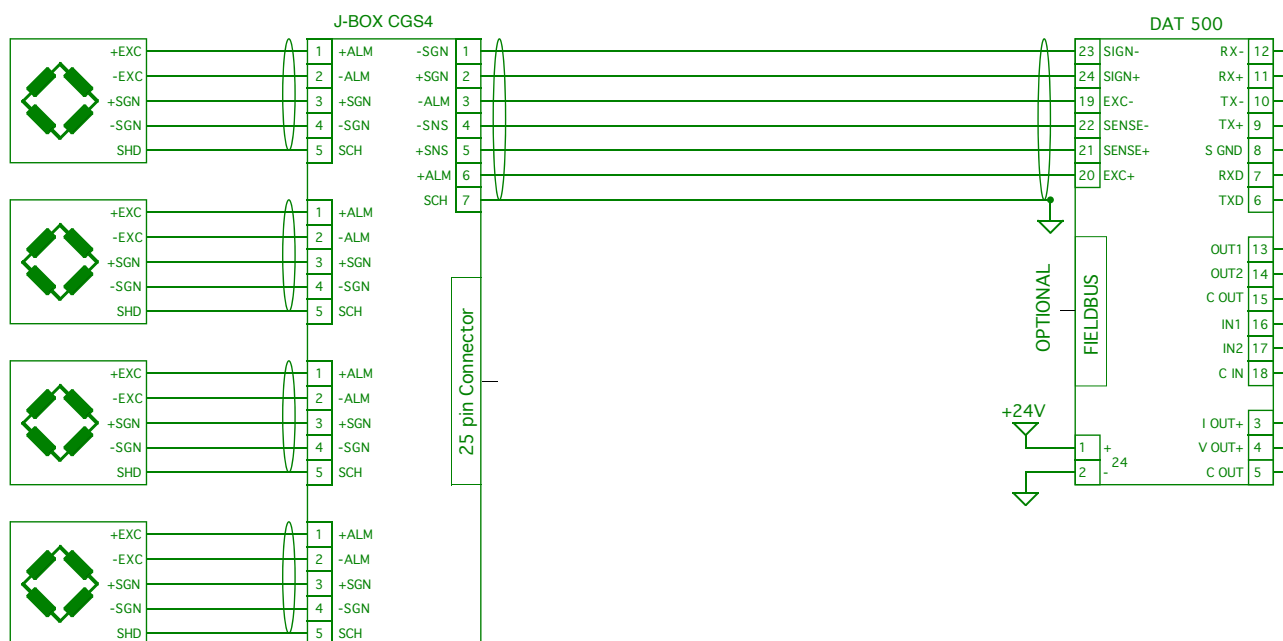 J-BOX CGS4
DAT 500
+EXC 1 +ALM -SGN 1 23 SIGN- RX- 12
-EXC 2 -ALM +SGN 2 24 SIGN+ RX+ 11
+SGN 3 +SGN -ALM 3 19 EXC- TX- 10
-SGN 4 -SGN -SNS 4 22 SENSE- TX+ 9
SHD 5 SCH +SNS 5 21 SENSE+ S GND 8
+ALM 6 20 EXC+ RXD 7
SCH 7 TXD 6
+EXC 1 +ALM
-EXC 2 -ALM
+SGN 3 +SGN
-SGN 4 -SGN
SHD 5 SCH
OUT1 13
OUT2 14
C OUT 15
IN1 16
IN2 17
C IN 18
OPTIONAL
FIELDBUS
25 pin Connector
+EXC 1 +ALM
-EXC 2 -ALM
+SGN 3 +SGN
-SGN 4 -SGN
SHD 5 SCH
+24V
1 +
24
2 -
I OUT+ 3
V OUT+ 4
C OUT 5
+EXC 1 +ALM
-EXC 2 -ALM
+SGN 3 +SGN
-SGN 4 -SGN
SHD 5 SCH